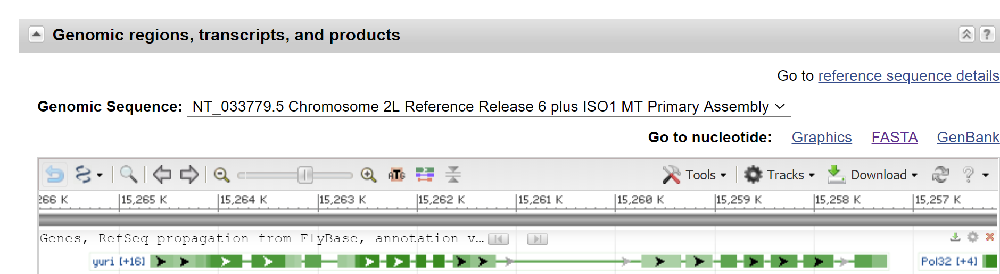 Genomic regions, transcripts, and products
?
Go to reference sequence details
Genomic Sequence: NT_033779.5 Chromosome 2L Reference Release 6 plus ISO1 MT Primary Assembly
Go to nucleotide: Graphics FASTA GenBank
ATG Tools Tracks Download ?
266 K 15,265 K 15,264 K 15,263 K 15,262 K 15,261 K 15,260 K 15,259 K 15,258 K 15,257 K
Genes, RefSeq propagation from FlyBase, annotation v…
yuri [+16] Pol32 [+4]